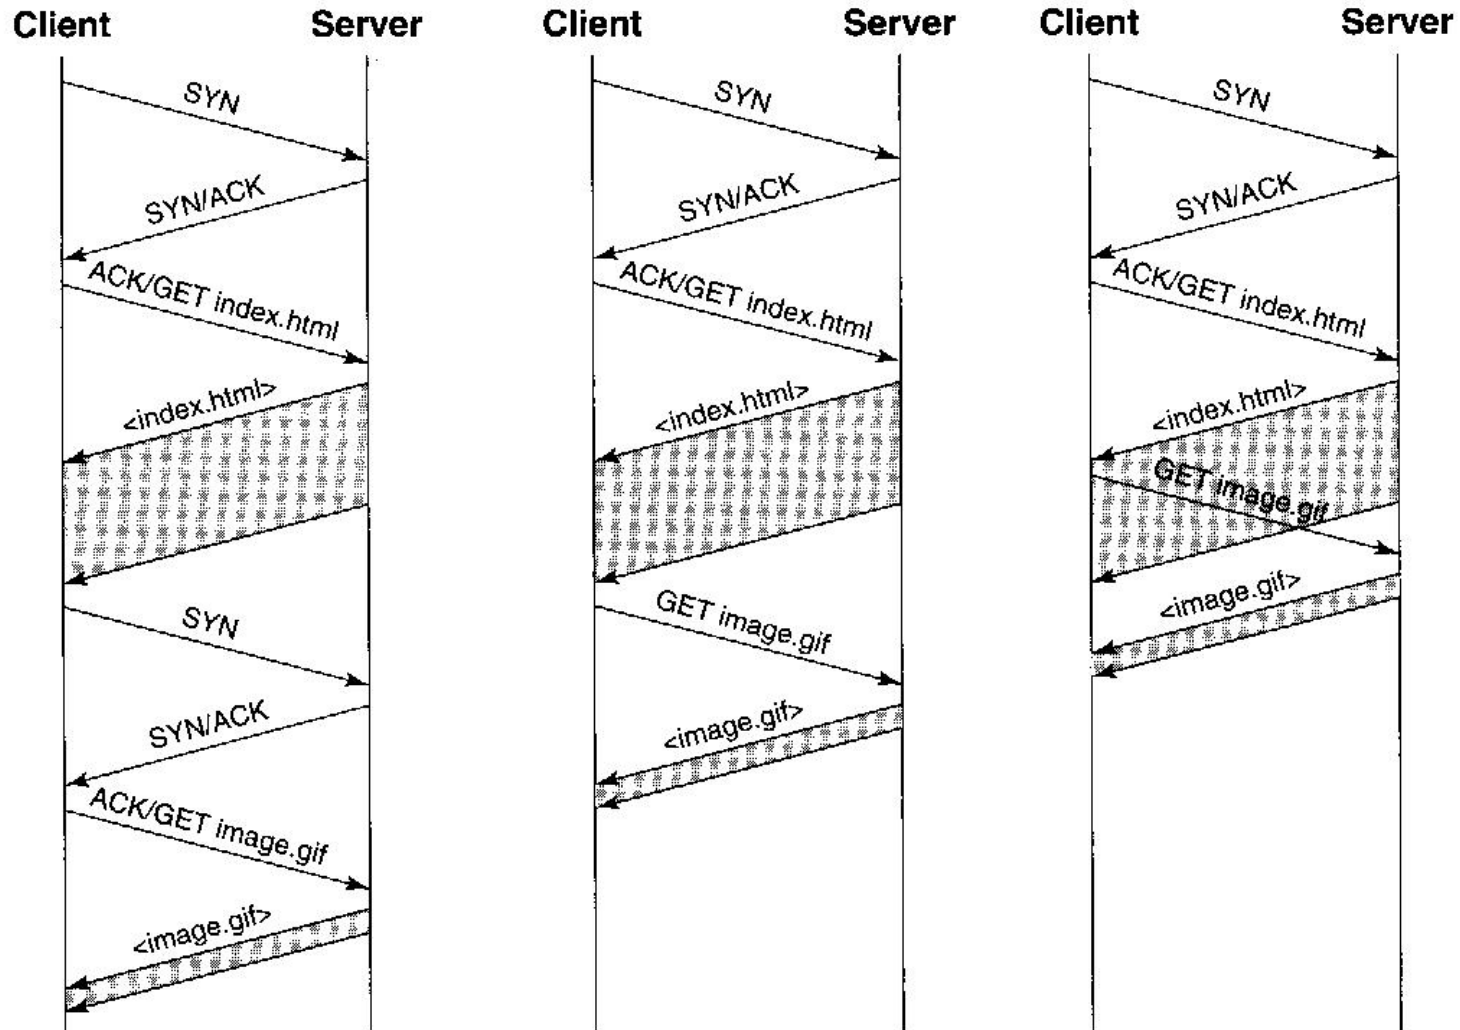 Client Server
SYN
SYN/ACK
ACK/GET index.html
<index.html>
SYN
SYN/ACK
ACK/GET image.gif
<image.gif>
Client Server
SYN
SYN/ACK
ACK/GET index.html
<index.html>
GET image.gif
<image.gif>
Client Server
SYN
SYN/ACK
ACK/GET index.html
<index.html>
GET image.gif
<image.gif>